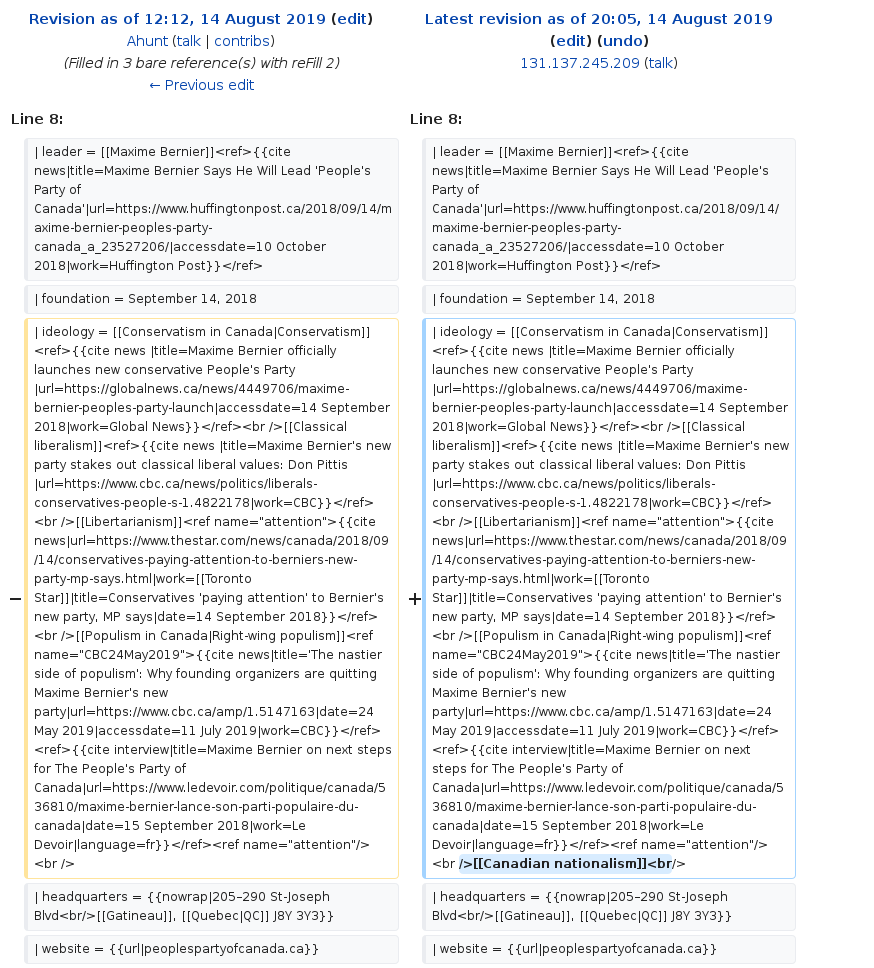 Revision as of 12:12, 14 August 2019 (edit)
Ahunt (talk | contribs)
(Filled in 3 bare reference(s) with reFill 2)
← Previous edit
Latest revision as of 20:05, 14 August 2019
(edit) (undo)
131.137.245.209 (talk)
Line 8:
| leader = [[Maxime Bernier]]<ref>{{cite
news|title=Maxime Bernier Says He Will Lead 'People's
Party of
Canada'|url=https://www.huffingtonpost.ca/2018/09/14/m
axime-bernier-peoples-party-
canada_a_23527206/|accessdate=10 October
2018|work=Huffington Post}}</ref>
| foundation = September 14, 2018
− | ideology = [[Conservatism in Canada|Conservatism]]
<ref>{{cite news |title=Maxime Bernier officially
launches new conservative People's Party
|url=https://globalnews.ca/news/4449706/maxime-
bernier-peoples-party-launch|accessdate=14 September
2018|work=Global News}}</ref><br />[[Classical
liberalism]]<ref>{{cite news |title=Maxime Bernier's new
party stakes out classical liberal values: Don Pittis
|url=https://www.cbc.ca/news/politics/liberals-
conservatives-people-s-1.4822178|work=CBC}}</ref>
<br />[[Libertarianism]]<ref name="attention">{{cite
news|url=https://www.thestar.com/news/canada/2018/09
/14/conservatives-paying-attention-to-berniers-new-
party-mp-says.html|work=[[Toronto
Star]]|title=Conservatives 'paying attention' to Bernier's
new party, MP says|date=14 September 2018}}</ref>
<br />[[Populism in Canada|Right-wing populism]]<ref
name="CBC24May2019">{{cite news|title='The nastier
side of populism': Why founding organizers are quitting
Maxime Bernier's new
party|url=https://www.cbc.ca/amp/1.5147163|date=24
May 2019|accessdate=11 July 2019|work=CBC}}</ref>
<ref>{{cite interview|title=Maxime Bernier on next steps
for The People's Party of
Canada|url=https://www.ledevoir.com/politique/canada/5
36810/maxime-bernier-lance-son-parti-populaire-du-
canada|date=15 September 2018|work=Le
Devoir|language=fr}}</ref><ref name="attention"/>
<br />
| headquarters = {{nowrap|205–290 St-Joseph
Blvd<br/>[[Gatineau]], [[Quebec|QC]] J8Y 3Y3}}
| website = {{url|peoplespartyofcanada.ca}}
Line 8:
| leader = [[Maxime Bernier]]<ref>{{cite
news|title=Maxime Bernier Says He Will Lead 'People's
Party of
Canada'|url=https://www.huffingtonpost.ca/2018/09/14/
maxime-bernier-peoples-party-
canada_a_23527206/|accessdate=10 October
2018|work=Huffington Post}}</ref>
| foundation = September 14, 2018
+ | ideology = [[Conservatism in Canada|Conservatism]]
<ref>{{cite news |title=Maxime Bernier officially
launches new conservative People's Party
|url=https://globalnews.ca/news/4449706/maxime-
bernier-peoples-party-launch|accessdate=14 September
2018|work=Global News}}</ref><br />[[Classical
liberalism]]<ref>{{cite news |title=Maxime Bernier's new
party stakes out classical liberal values: Don Pittis
|url=https://www.cbc.ca/news/politics/liberals-
conservatives-people-s-1.4822178|work=CBC}}</ref>
<br />[[Libertarianism]]<ref name="attention">{{cite
news|url=https://www.thestar.com/news/canada/2018/09
/14/conservatives-paying-attention-to-berniers-new-
party-mp-says.html|work=[[Toronto
Star]]|title=Conservatives 'paying attention' to Bernier's
new party, MP says|date=14 September 2018}}</ref>
<br />[[Populism in Canada|Right-wing populism]]<ref
name="CBC24May2019">{{cite news|title='The nastier
side of populism': Why founding organizers are quitting
Maxime Bernier's new
party|url=https://www.cbc.ca/amp/1.5147163|date=24
May 2019|accessdate=11 July 2019|work=CBC}}</ref>
<ref>{{cite interview|title=Maxime Bernier on next
steps for The People's Party of
Canada|url=https://www.ledevoir.com/politique/canada/5
36810/maxime-bernier-lance-son-parti-populaire-du-
canada|date=15 September 2018|work=Le
Devoir|language=fr}}</ref><ref name="attention"/>
<br />[[Canadian nationalism]]<br/>
| headquarters = {{nowrap|205–290 St-Joseph
Blvd<br/>[[Gatineau]], [[Quebec|QC]] J8Y 3Y3}}
| website = {{url|peoplespartyofcanada.ca}}